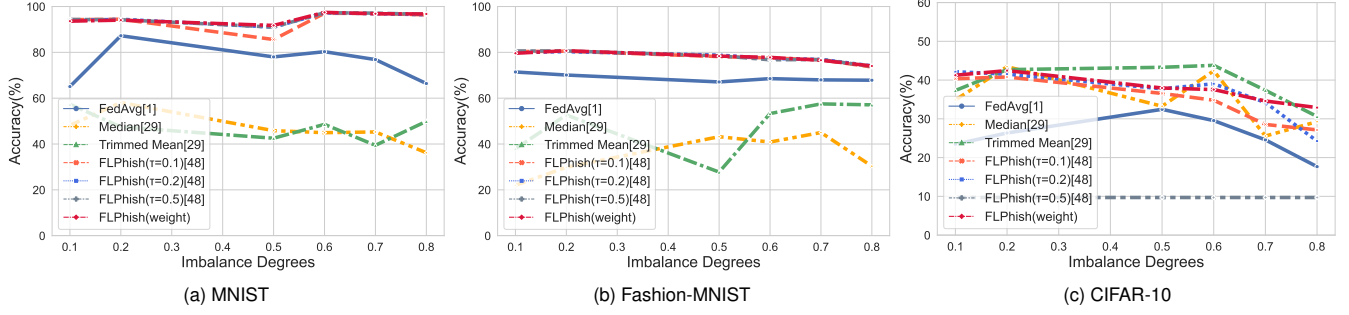 Accuracy(%)
100
80
60
40
20
0
FedAvg[1]
Median[29]
Trimmed Mean[29]
FLPhish(τ=0.1)[48]
FLPhish(τ=0.2)[48]
FLPhish(τ=0.5)[48]
FLPhish(weight)
0.1 0.2 0.3 0.4 0.5 0.6 0.7 0.8
Imbalance Degrees
(a) MNIST
Accuracy(%)
100
80
60
40
20
0
FedAvg[1]
Median[29]
Trimmed Mean[29]
FLPhish(τ=0.1)[48]
FLPhish(τ=0.2)[48]
FLPhish(τ=0.5)[48]
FLPhish(weight)
0.1 0.2 0.3 0.4 0.5 0.6 0.7 0.8
Imbalance Degrees
(b) Fashion-MNIST
Accuracy(%)
60
50
40
30
20
10
0
FedAvg[1]
Median[29]
Trimmed Mean[29]
FLPhish(τ=0.1)[48]
FLPhish(τ=0.2)[48]
FLPhish(τ=0.5)[48]
FLPhish(weight)
0.1 0.2 0.3 0.4 0.5 0.6 0.7 0.8
Imbalance Degrees
(c) CIFAR-10